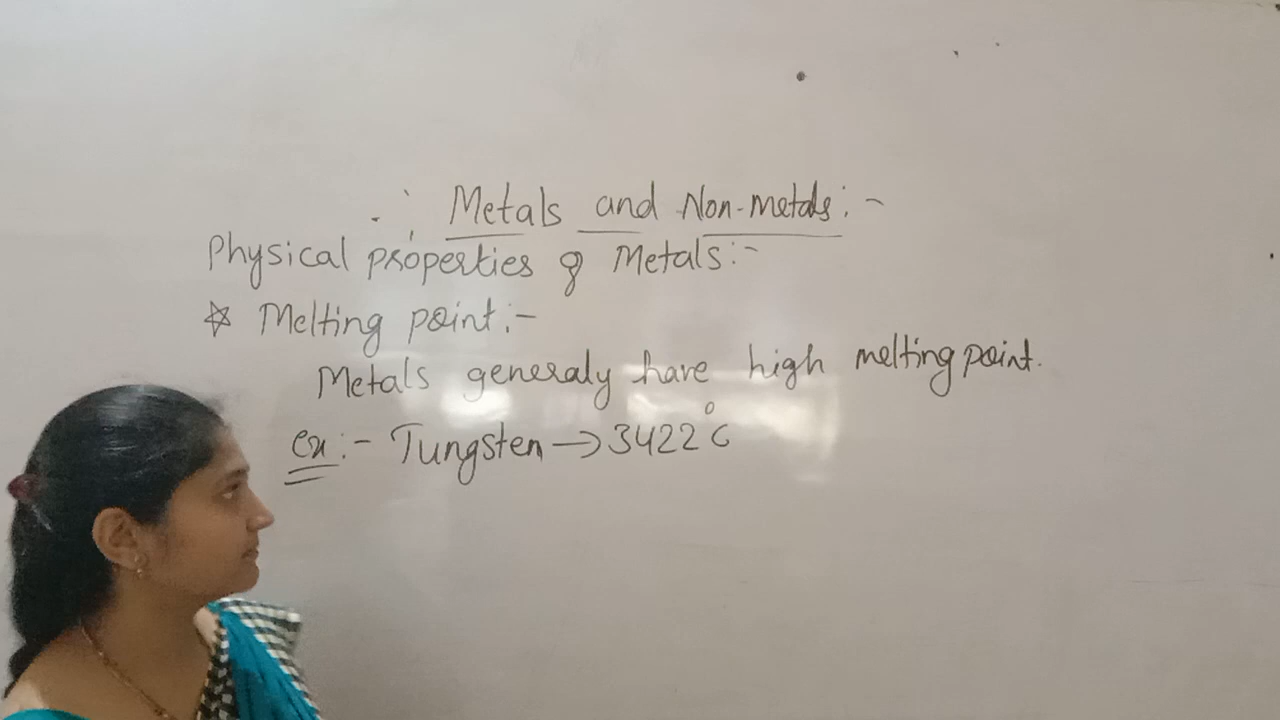 Metals and Non-metals:-
Physical properties of Metals:-
☆ Melting point:-
Metals generaly have high melting point.
ex:- Tungsten → 3422°c